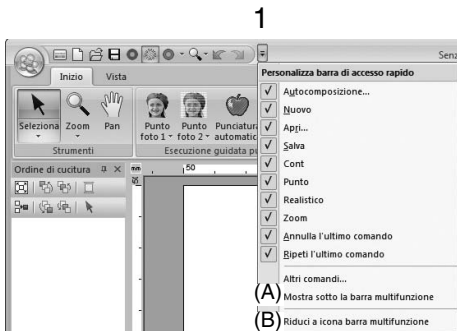 1
Senz
Inizio Vista
Personalizza barra di accesso rapido
Autocomposizione...
Nuovo
Apri...
Salva
Cont
Punto
Realistico
Zoom
Annulla l'ultimo comando
Ripeti l'ultimo comando
Altri comandi...
(A) Mostra sotto la barra multifunzione
(B) Riduci a icona barra multifunzione
Seleziona Zoom Pan
Punto foto 1 Punto foto 2 Punciatura automatic
Strumenti Esecuzione guidata pu
Ordine di cucitura
mm 50